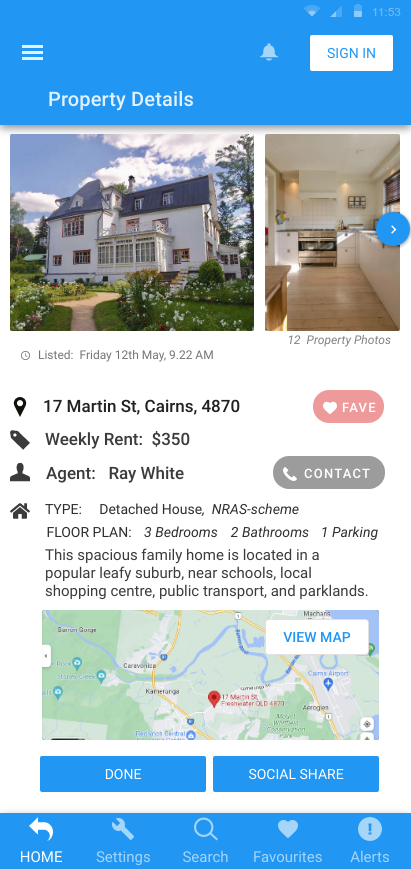 11:53
SIGN IN
Property Details
12 Property Photos
Listed: Friday 12th May, 9.22 AM
17 Martin St, Cairns, 4870
FAVE
Weekly Rent: $350
Agent: Ray White
CONTACT
TYPE: Detached House, NRAS-scheme
FLOOR PLAN: 3 Bedrooms 2 Bathrooms 1 Parking
This spacious family home is located in a
popular leafy suburb, near schools, local
shopping centre, public transport, and parklands.
Macharis
Barron Gorge
VIEW MAP
Caravonica
Cairns Airport
Kamerunga
17 Martin St,
Freshwater QLD 4870
DONE
SOCIAL SHARE
HOME
Settings
Search
Favourites
Alerts